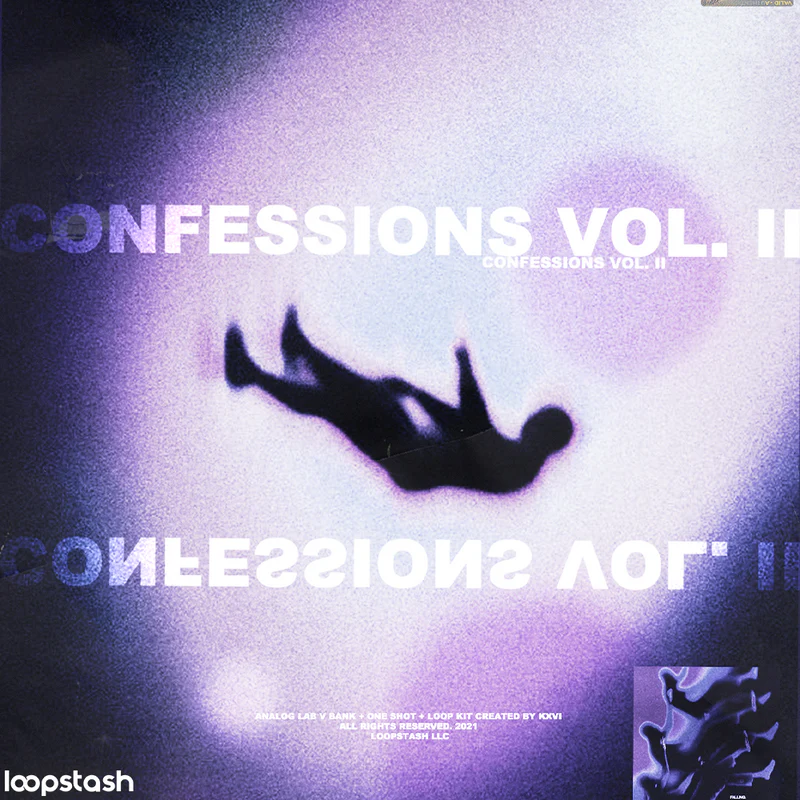 CONFESSIONS VOL. II
CONFESSIONS VOL. II
CONFESSIONS VOL. II
ANALOG LAB V BANK + ONE SHOT + LOOP KIT CREATED BY KXVI
ALL RIGHTS RESERVED. 2021
LOOPSTASH LLC
loopstash
FALLING.